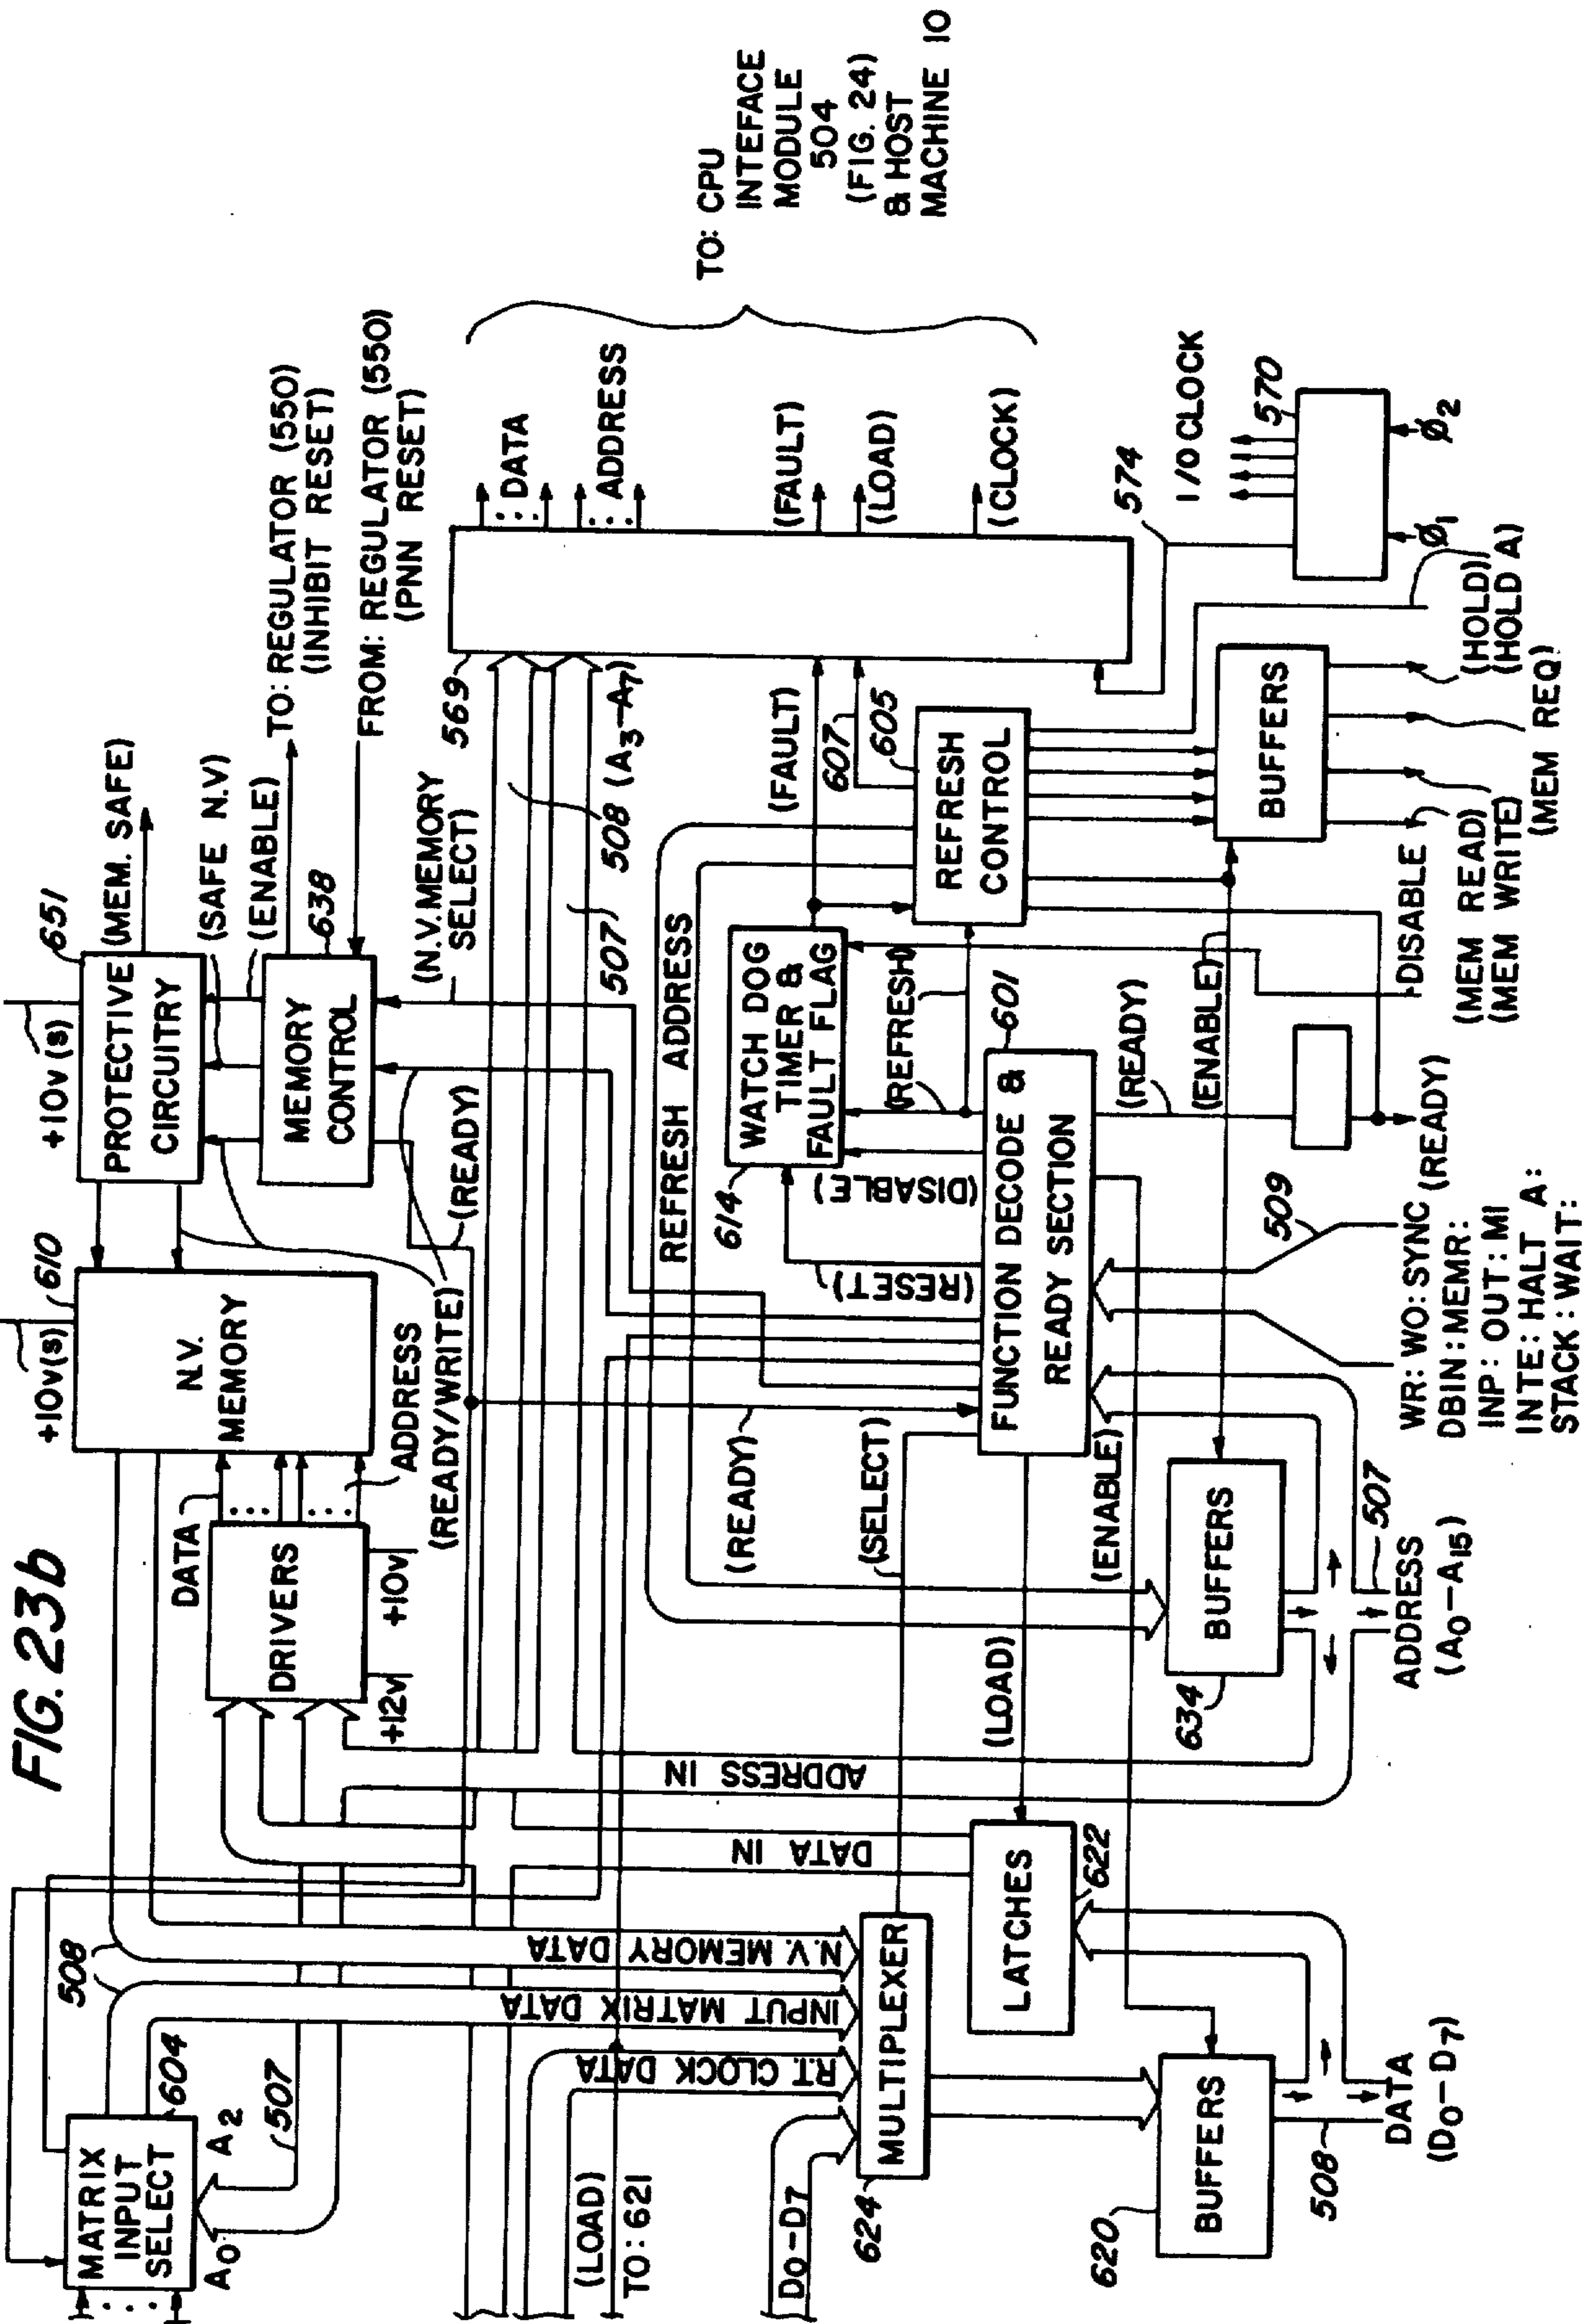 FIG. 23b
MATRIX
INPUT
SELECT
604
A0
A2
507
508
+10v(s)
610
N.V.
MEMORY
+10v(s)
651
PROTECTIVE
CIRCUITRY
(MEM. SAFE)
(SAFE N.V)
(ENABLE)
638
MEMORY
CONTROL
TO: REGULATOR (550)
(INHIBIT RESET)
FROM: REGULATOR (550)
(PNN RESET)
DATA
DRIVERS
ADDRESS
+12v
+10v
(READY/WRITE)
(READY)
(N.V. MEMORY
SELECT)
569
508 (A3-A7)
507
DATA
ADDRESS
(FAULT)
(LOAD)
(CLOCK)
TO: CPU
INTEFACE
MODULE
504
(FIG. 24)
& HOST
MACHINE 10
(LOAD)
TO: 621
D0-D7
R.T. CLOCK DATA
INPUT MATRIX DATA
N.V. MEMORY DATA
DATA IN
ADDRESS IN
REFRESH ADDRESS
(READY)
(SELECT)
614
WATCH DOG
TIMER &
FAULT FLAG
(FAULT)
607
605
REFRESH
CONTROL
(RESET)
(DISABLE)
(REFRESH)
601
FUNCTION DECODE &
READY SECTION
574
I/O CLOCK
570
Ø1
Ø2
624
MULTIPLEXER
(LOAD)
LATCHES
622
(ENABLE)
(READY)
(ENABLE)
BUFFERS
620
BUFFERS
634
BUFFERS
508
DATA
(D0-D7)
507
ADDRESS
(A0-A15)
509
WR: WO: SYNC
DBIN: MEMR:
INP: OUT: MI
INTE: HALT A:
STACK: WAIT:
(READY)
DISABLE
(MEM READ)
(MEM WRITE)
(MEM REQ)
(HOLD)
(HOLD A)